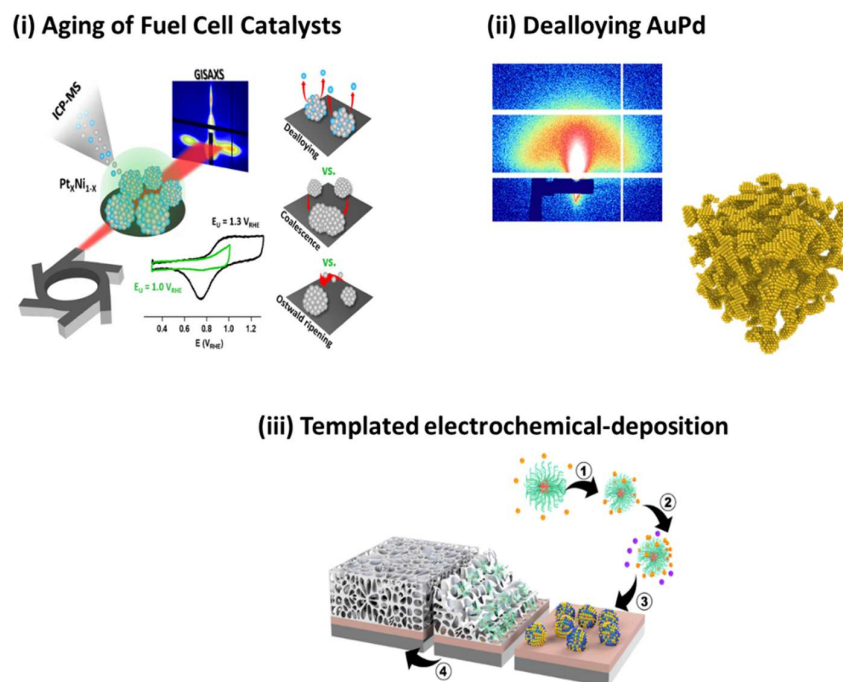 (i) Aging of Fuel Cell Catalysts
(ii) Dealloying AuPd
GISAXS
ICP-MS
PtXNi1-X
Dealloying
vs.
Coalescence
vs.
Ostwald ripening
EU = 1.3 VRHE
EU = 1.0 VRHE
0.4 0.6 0.8 1.0 1.2
E (VRHE)
(iii) Templated electrochemical-deposition
1
2
3
4